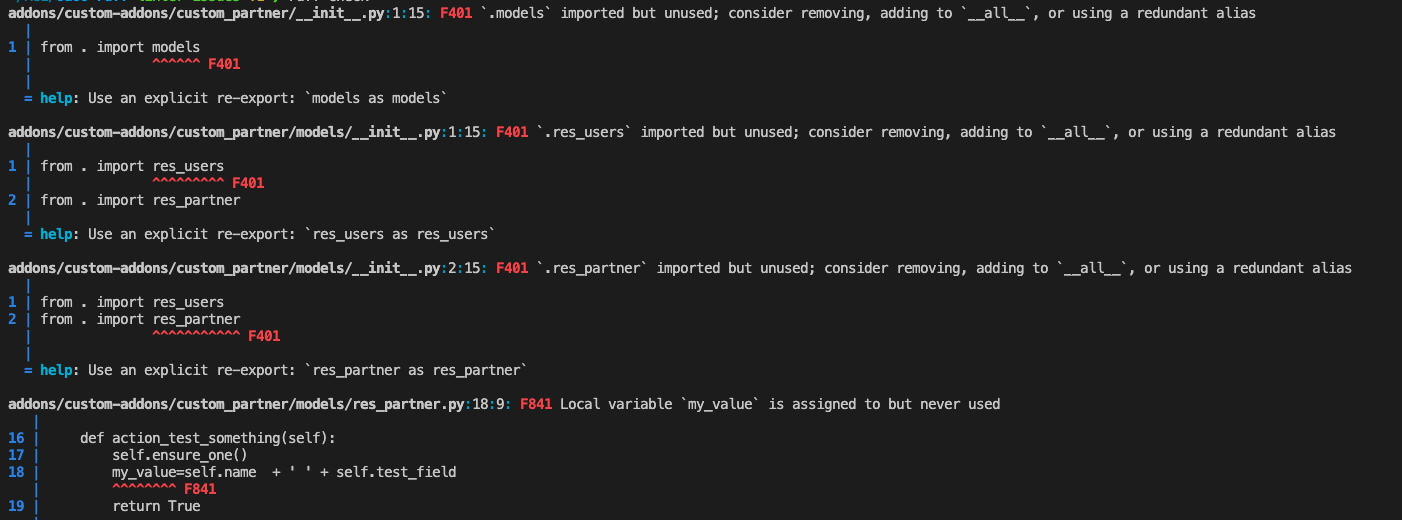 addons/custom-addons/custom_partner/__init__.py:1:15: F401 `.models` imported but unused; consider removing, adding to `__all__`, or using a redundant alias
  |
1 | from . import models
  |               ^^^^^^ F401
  |
  = help: Use an explicit re-export: `models as models`

addons/custom-addons/custom_partner/models/__init__.py:1:15: F401 `.res_users` imported but unused; consider removing, adding to `__all__`, or using a redundant alias
  |
1 | from . import res_users
  |               ^^^^^^^^^ F401
2 | from . import res_partner
  |
  = help: Use an explicit re-export: `res_users as res_users`

addons/custom-addons/custom_partner/models/__init__.py:2:15: F401 `.res_partner` imported but unused; consider removing, adding to `__all__`, or using a redundant alias
  |
1 | from . import res_users
2 | from . import res_partner
  |               ^^^^^^^^^^^ F401
  |
  = help: Use an explicit re-export: `res_partner as res_partner`

addons/custom-addons/custom_partner/models/res_partner.py:18:9: F841 Local variable `my_value` is assigned to but never used
   |
16 |     def action_test_something(self):
17 |         self.ensure_one()
18 |         my_value=self.name  + ' ' + self.test_field
   |         ^^^^^^^^ F841
19 |         return True